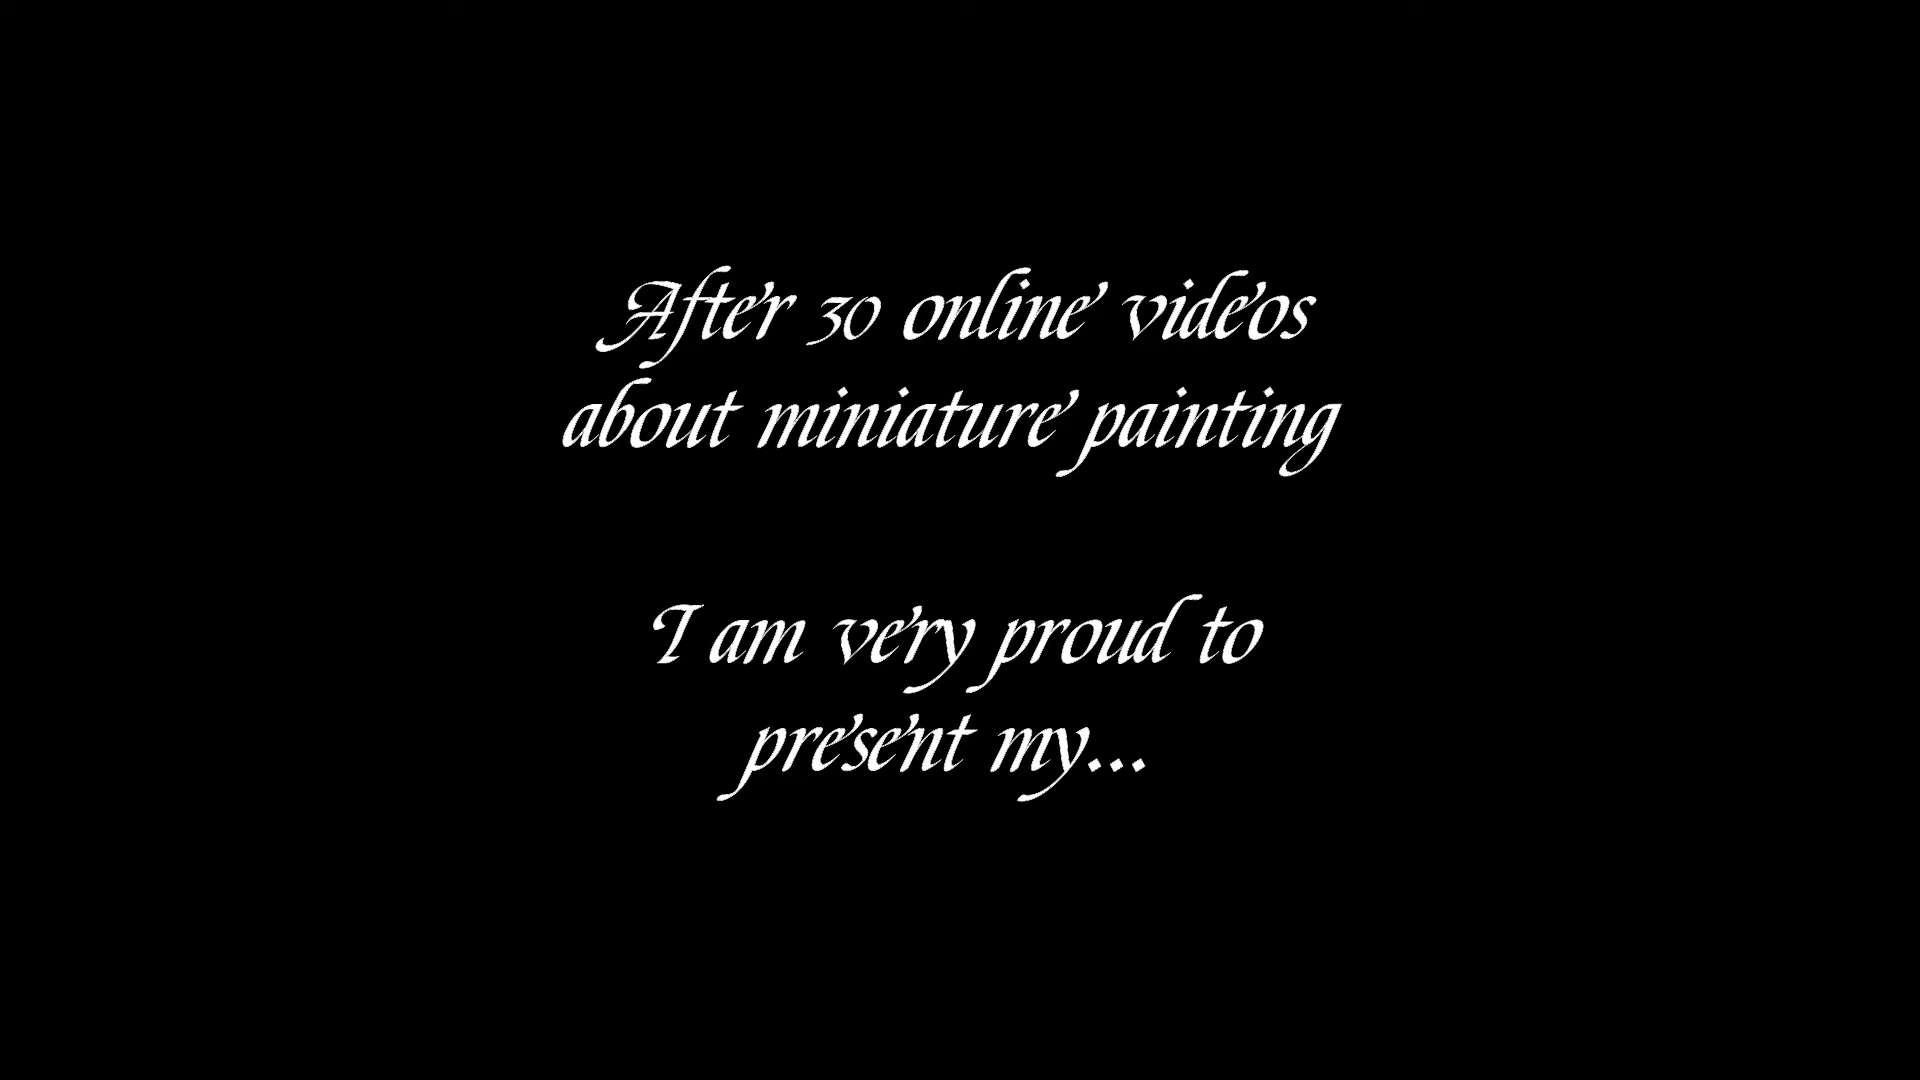 After 30 online videos
about miniature painting
I am very proud to
present my...